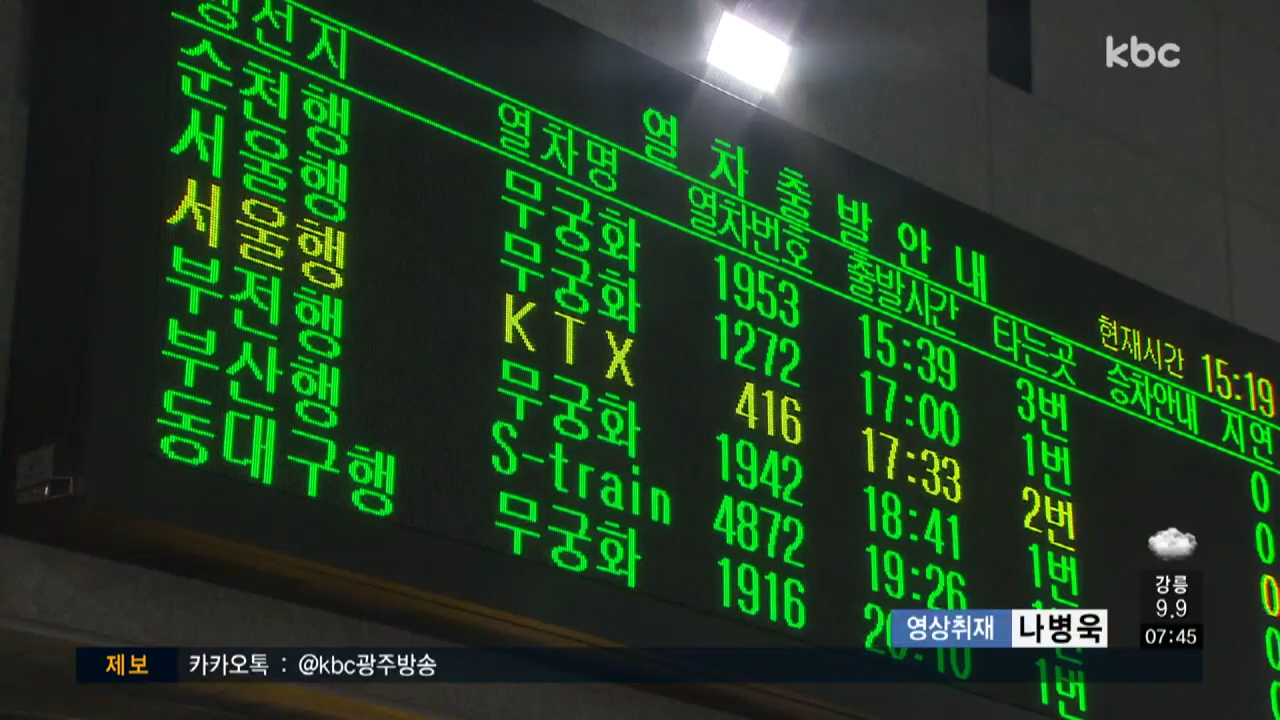 kbc
열차출발안내
현재시간 15:19
행선지 열차명 열차번호 출발시간 타는곳 승차안내 지연
순천행 무궁화 1953 15:39 3번 0
서울행 무궁화 1272 17:00 1번 0
서울행 KTX 416 17:33 2번 0
부전행 무궁화 1942 18:41 1번 0
부산행 S-train 4872 19:26
동대구행 무궁화 1916 1번
강릉
9.9
07:45
영상취재 나병욱
제보 카카오톡 : @kbc광주방송